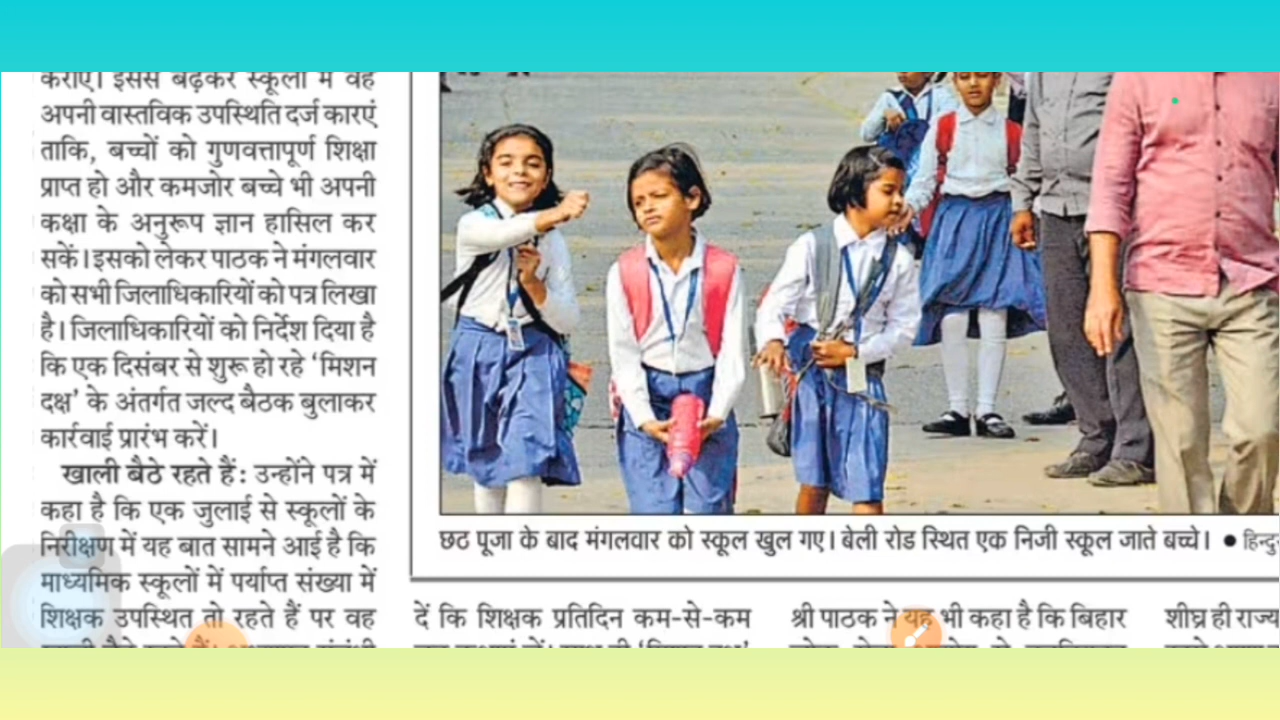 कराए। इससे बढ़कर स्कूलों में वह
अपनी वास्तविक उपस्थिति दर्ज कारएं
ताकि, बच्चों को गुणवत्तापूर्ण शिक्षा
प्राप्त हो और कमजोर बच्चे भी अपनी
कक्षा के अनुरूप ज्ञान हासिल कर
सकें। इसको लेकर पाठक ने मंगलवार
को सभी जिलाधिकारियों को पत्र लिखा
है। जिलाधिकारियों को निर्देश दिया है
कि एक दिसंबर से शुरू हो रहे ‘मिशन
दक्ष’ के अंतर्गत जल्द बैठक बुलाकर
कार्रवाई प्रारंभ करें।
खाली बैठे रहते हैं: उन्होंने पत्र में
कहा है कि एक जुलाई से स्कूलों के
निरीक्षण में यह बात सामने आई है कि
माध्यमिक स्कूलों में पर्याप्त संख्या में
शिक्षक उपस्थित तो रहते हैं पर वह
छठ पूजा के बाद मंगलवार को स्कूल खुल गए। बेली रोड स्थित एक निजी स्कूल जाते बच्चे। ● हिन्दु
दें कि शिक्षक प्रतिदिन कम-से-कम
श्री पाठक ने यह भी कहा है कि बिहार
शीघ्र ही राज्य